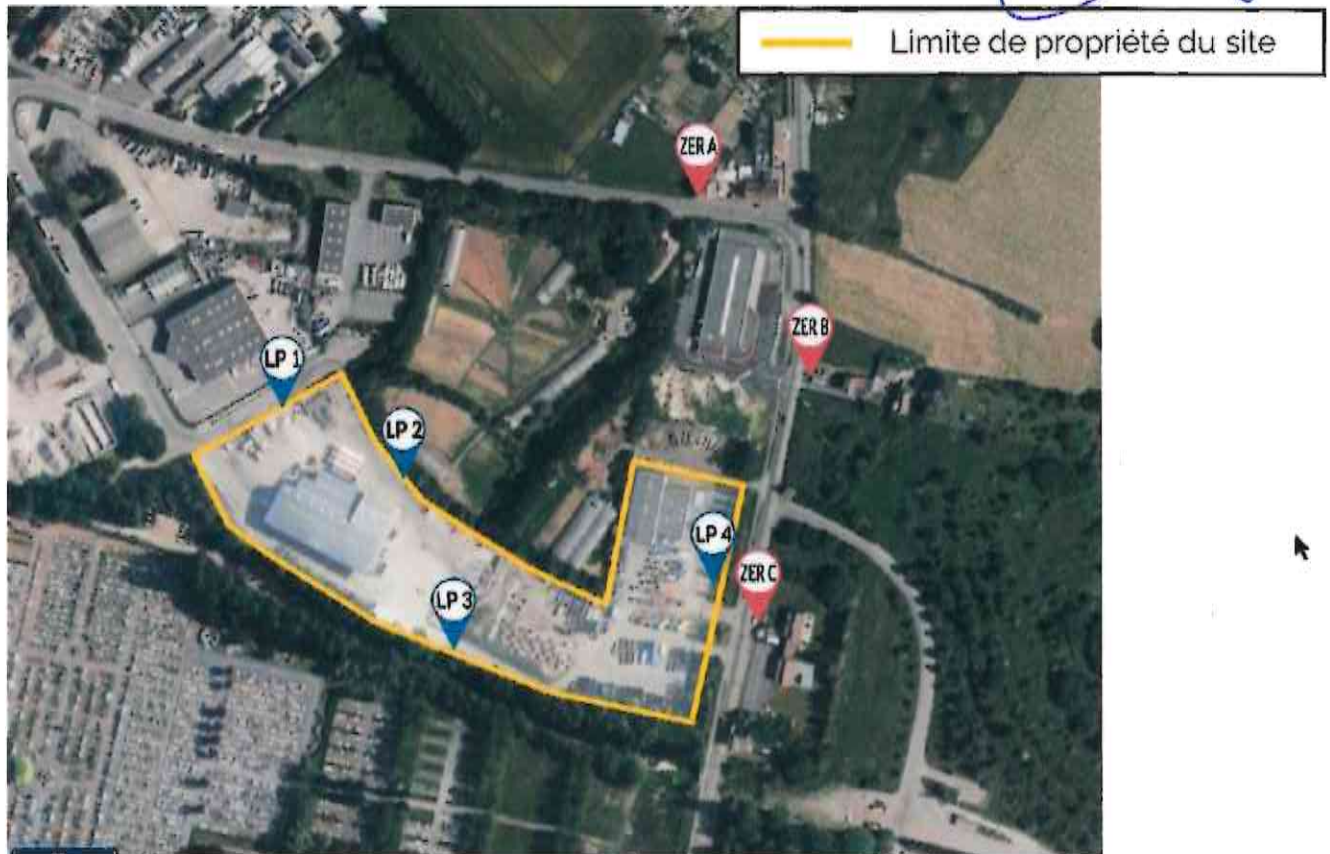 Limite de propriété du site
ZER A
ZER B
LP 1
LP 2
LP 4
ZER C
LP 3